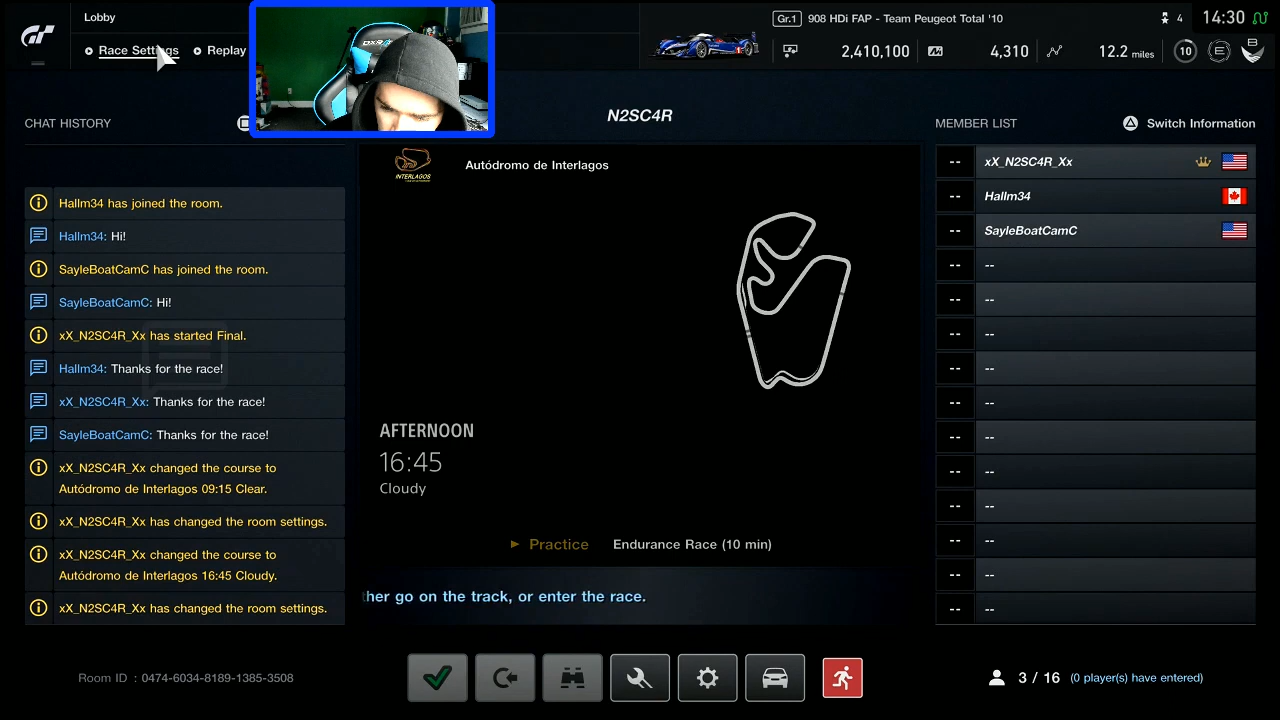 Lobby
Race Settings
Replay
DXRACER
Gr.1
908 HDi FAP - Team Peugeot Total '10
4
14:30
2,410,100
4,310
12.2 miles
10
E
B
CHAT HISTORY
N2SC4R
MEMBER LIST
Switch Information
INTERLAGOS
Autódromo de Interlagos
Hallm34 has joined the room.
Hallm34: Hi!
SayleBoatCamC has joined the room.
SayleBoatCamC: Hi!
xX_N2SC4R_Xx has started Final.
Hallm34: Thanks for the race!
xX_N2SC4R_Xx: Thanks for the race!
SayleBoatCamC: Thanks for the race!
xX_N2SC4R_Xx changed the course to
Autódromo de Interlagos 09:15 Clear.
xX_N2SC4R_Xx has changed the room settings.
xX_N2SC4R_Xx changed the course to
Autódromo de Interlagos 16:45 Cloudy.
xX_N2SC4R_Xx has changed the room settings.
AFTERNOON
16:45
Cloudy
Practice
Endurance Race (10 min)
ther go on the track, or enter the race.
-- xX_N2SC4R_Xx
-- Hallm34
-- SayleBoatCamC
-- --
-- --
-- --
-- --
-- --
-- --
-- --
-- --
-- --
-- --
-- --
Room ID : 0474-6034-8189-1385-3508
3 / 16
(0 player(s) have entered)